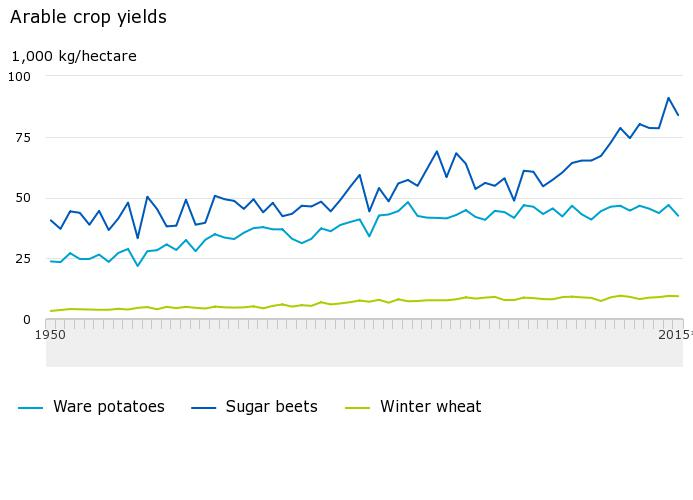 Arable crop yields
1,000 kg/hectare
100
75
50
25
0
1950 2015¹
Ware potatoes Sugar beets Winter wheat